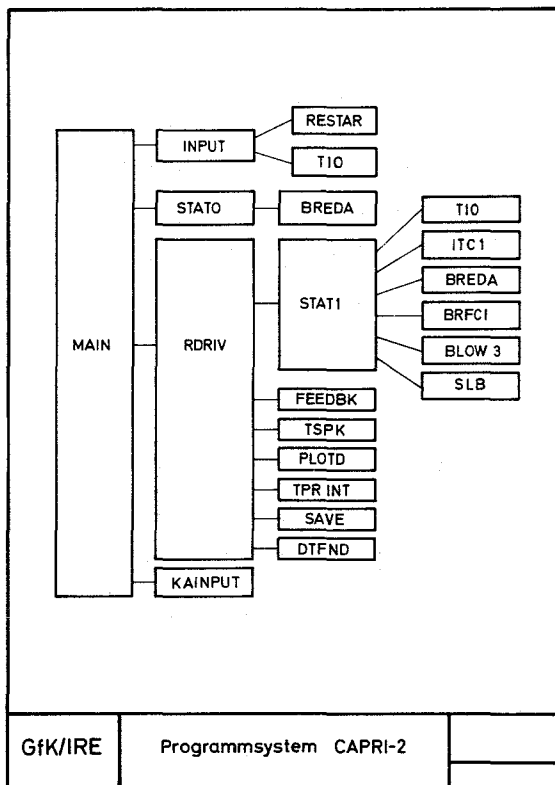 RESTAR
INPUT
TIO
STATO
BREDA
TIO
ITC1
STAT1
BREDA
MAIN
RDRIV
BRFC1
BLOW 3
SLB
FEEDBK
TSPK
PLOTD
TPR INT
SAVE
DTFND
KAINPUT
GfK/IRE
Programmsystem CAPRI-2